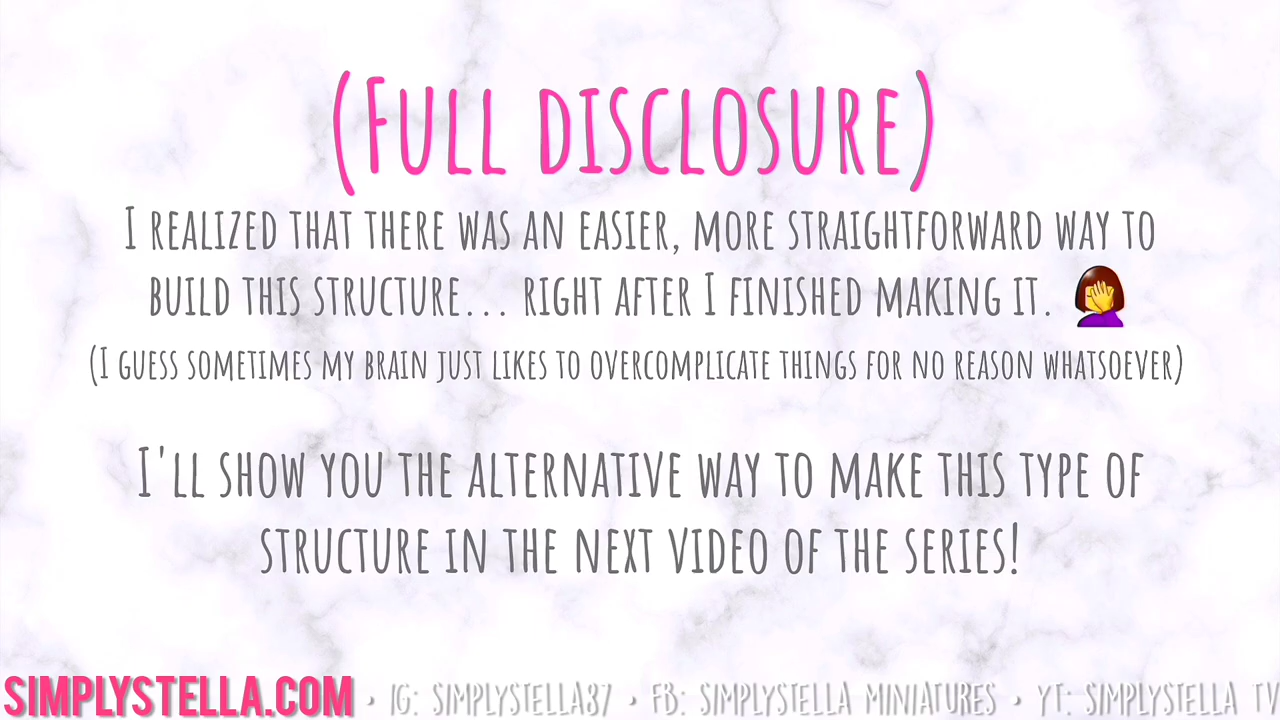 (Full disclosure)
I realized that there was an easier, more straightforward way to
build this structure... right after I finished making it. 🤦‍♀️
(I guess sometimes my brain just likes to overcomplicate things for no reason whatsoever)
I'll show you the alternative way to make this type of
structure in the next video of the series!
SIMPLYSTELLA.COM • IG: SIMPLYSTELLA87 • FB: SIMPLYSTELLA MINIATURES • YT: SIMPLYSTELLA TV